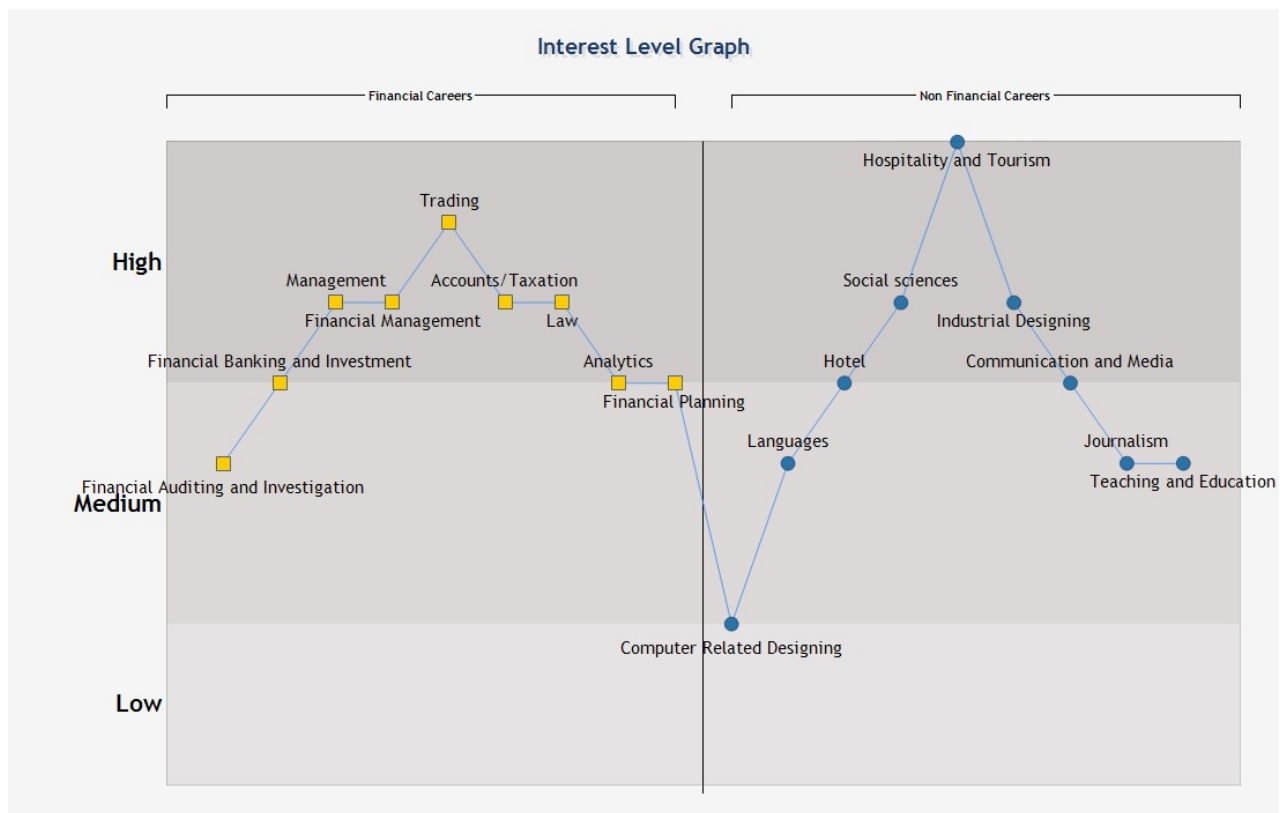 Interest Level Graph
Financial Careers
Non Financial Careers
Hospitality and Tourism
Trading
High
Management
Accounts/Taxation
Social sciences
Financial Management
Law
Industrial Designing
Financial Banking and Investment
Analytics
Hotel
Communication and Media
Financial Planning
Languages
Journalism
Financial Auditing and Investigation
Teaching and Education
Medium
Computer Related Designing
Low